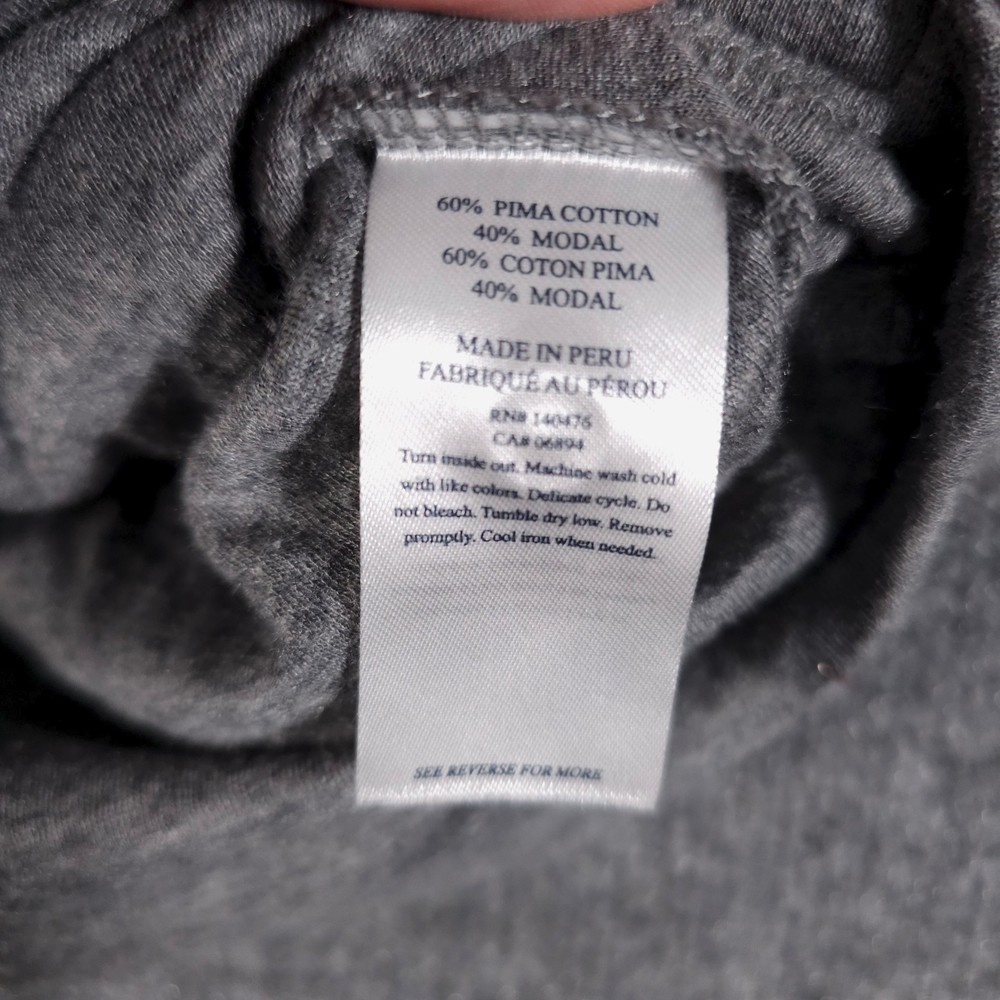 60% PIMA COTTON
40% MODAL
60% COTON PIMA
40% MODAL
MADE IN PERU
FABRIQUÉ AU PÉROU
RN# 140476
CA# 06894
Turn inside out. Machine wash cold
with like colors. Delicate cycle. Do
not bleach. Tumble dry low. Remove
promptly. Cool iron when needed.
SEE REVERSE FOR MORE